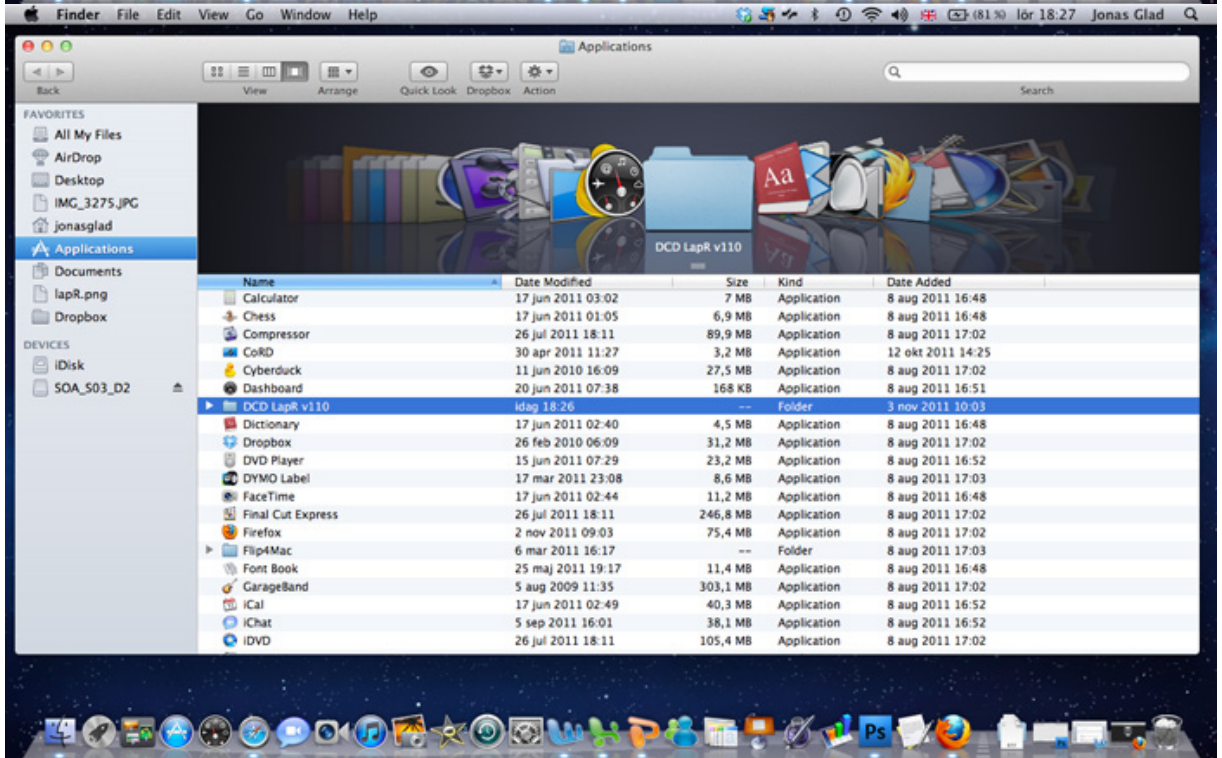 Finder File Edit View Go Window Help (81 %) lör 18:27 Jonas Glad
Applications
Back View Arrange Quick Look Dropbox Action Search
FAVORITES
All My Files
AirDrop
Desktop
IMG_3275.JPG
jonasglad
Applications
Documents
lapR.png
Dropbox
DEVICES
iDisk
SOA_S03_D2
Aa
DCD LapR v110
Name Date Modified Size Kind Date Added
Calculator 17 jun 2011 03:02 7 MB Application 8 aug 2011 16:48
Chess 17 jun 2011 01:05 6,9 MB Application 8 aug 2011 16:48
Compressor 26 jul 2011 18:11 89,9 MB Application 8 aug 2011 17:02
CoRD 30 apr 2011 11:27 3,2 MB Application 12 okt 2011 14:25
Cyberduck 11 jun 2010 16:09 27,5 MB Application 8 aug 2011 17:02
Dashboard 20 jun 2011 07:38 168 KB Application 8 aug 2011 16:51
DCD LapR v110 idag 18:26 -- Folder 3 nov 2011 10:03
Dictionary 17 jun 2011 02:40 4,5 MB Application 8 aug 2011 16:48
Dropbox 26 feb 2010 06:09 31,2 MB Application 8 aug 2011 17:02
DVD Player 15 jun 2011 07:29 23,2 MB Application 8 aug 2011 16:52
DYMO Label 17 mar 2011 23:08 8,6 MB Application 8 aug 2011 17:03
FaceTime 17 jun 2011 02:44 11,2 MB Application 8 aug 2011 16:48
Final Cut Express 26 jul 2011 18:11 246,8 MB Application 8 aug 2011 17:02
Firefox 2 nov 2011 09:03 75,4 MB Application 8 aug 2011 17:02
Flip4Mac 6 mar 2011 16:17 -- Folder 8 aug 2011 17:03
Font Book 25 maj 2011 19:17 11,4 MB Application 8 aug 2011 16:48
GarageBand 5 aug 2009 11:35 303,1 MB Application 8 aug 2011 17:02
iCal 17 jun 2011 02:49 40,3 MB Application 8 aug 2011 16:52
iChat 5 sep 2011 16:01 38,1 MB Application 8 aug 2011 16:52
iDVD 26 jul 2011 18:11 105,4 MB Application 8 aug 2011 17:02
Ps